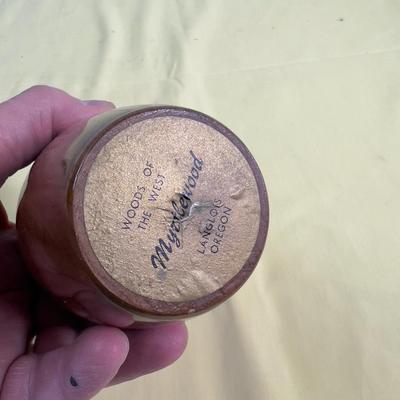 WOODS OF
THE WEST
Myrtlewood
LANGLOIS
OREGON